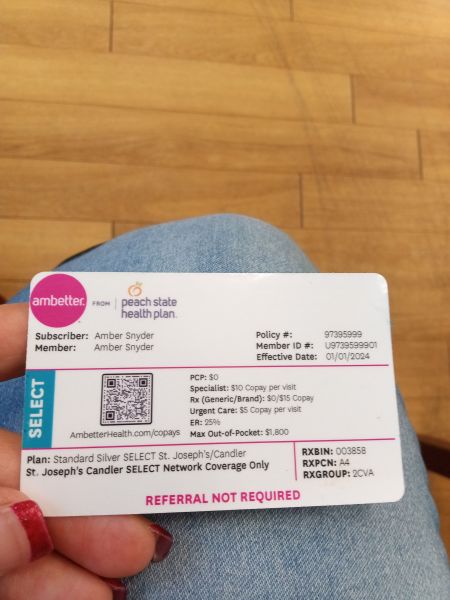 ambetter. FROM peach state
health plan.
Subscriber: Amber Snyder
Member: Amber Snyder
Policy #: 97395999
Member ID #: U9739599901
Effective Date: 01/01/2024
SELECT
AmbetterHealth.com/copays
PCP: $0
Specialist: $10 Copay per visit
Rx (Generic/Brand): $0/$15 Copay
Urgent Care: $5 Copay per visit
ER: 25%
Max Out-of-Pocket: $1,800
Plan: Standard Silver SELECT St. Joseph's/Candler
St. Joseph's Candler SELECT Network Coverage Only
RXBIN: 003858
RXPCN: A4
RXGROUP: 2CVA
REFERRAL NOT REQUIRED